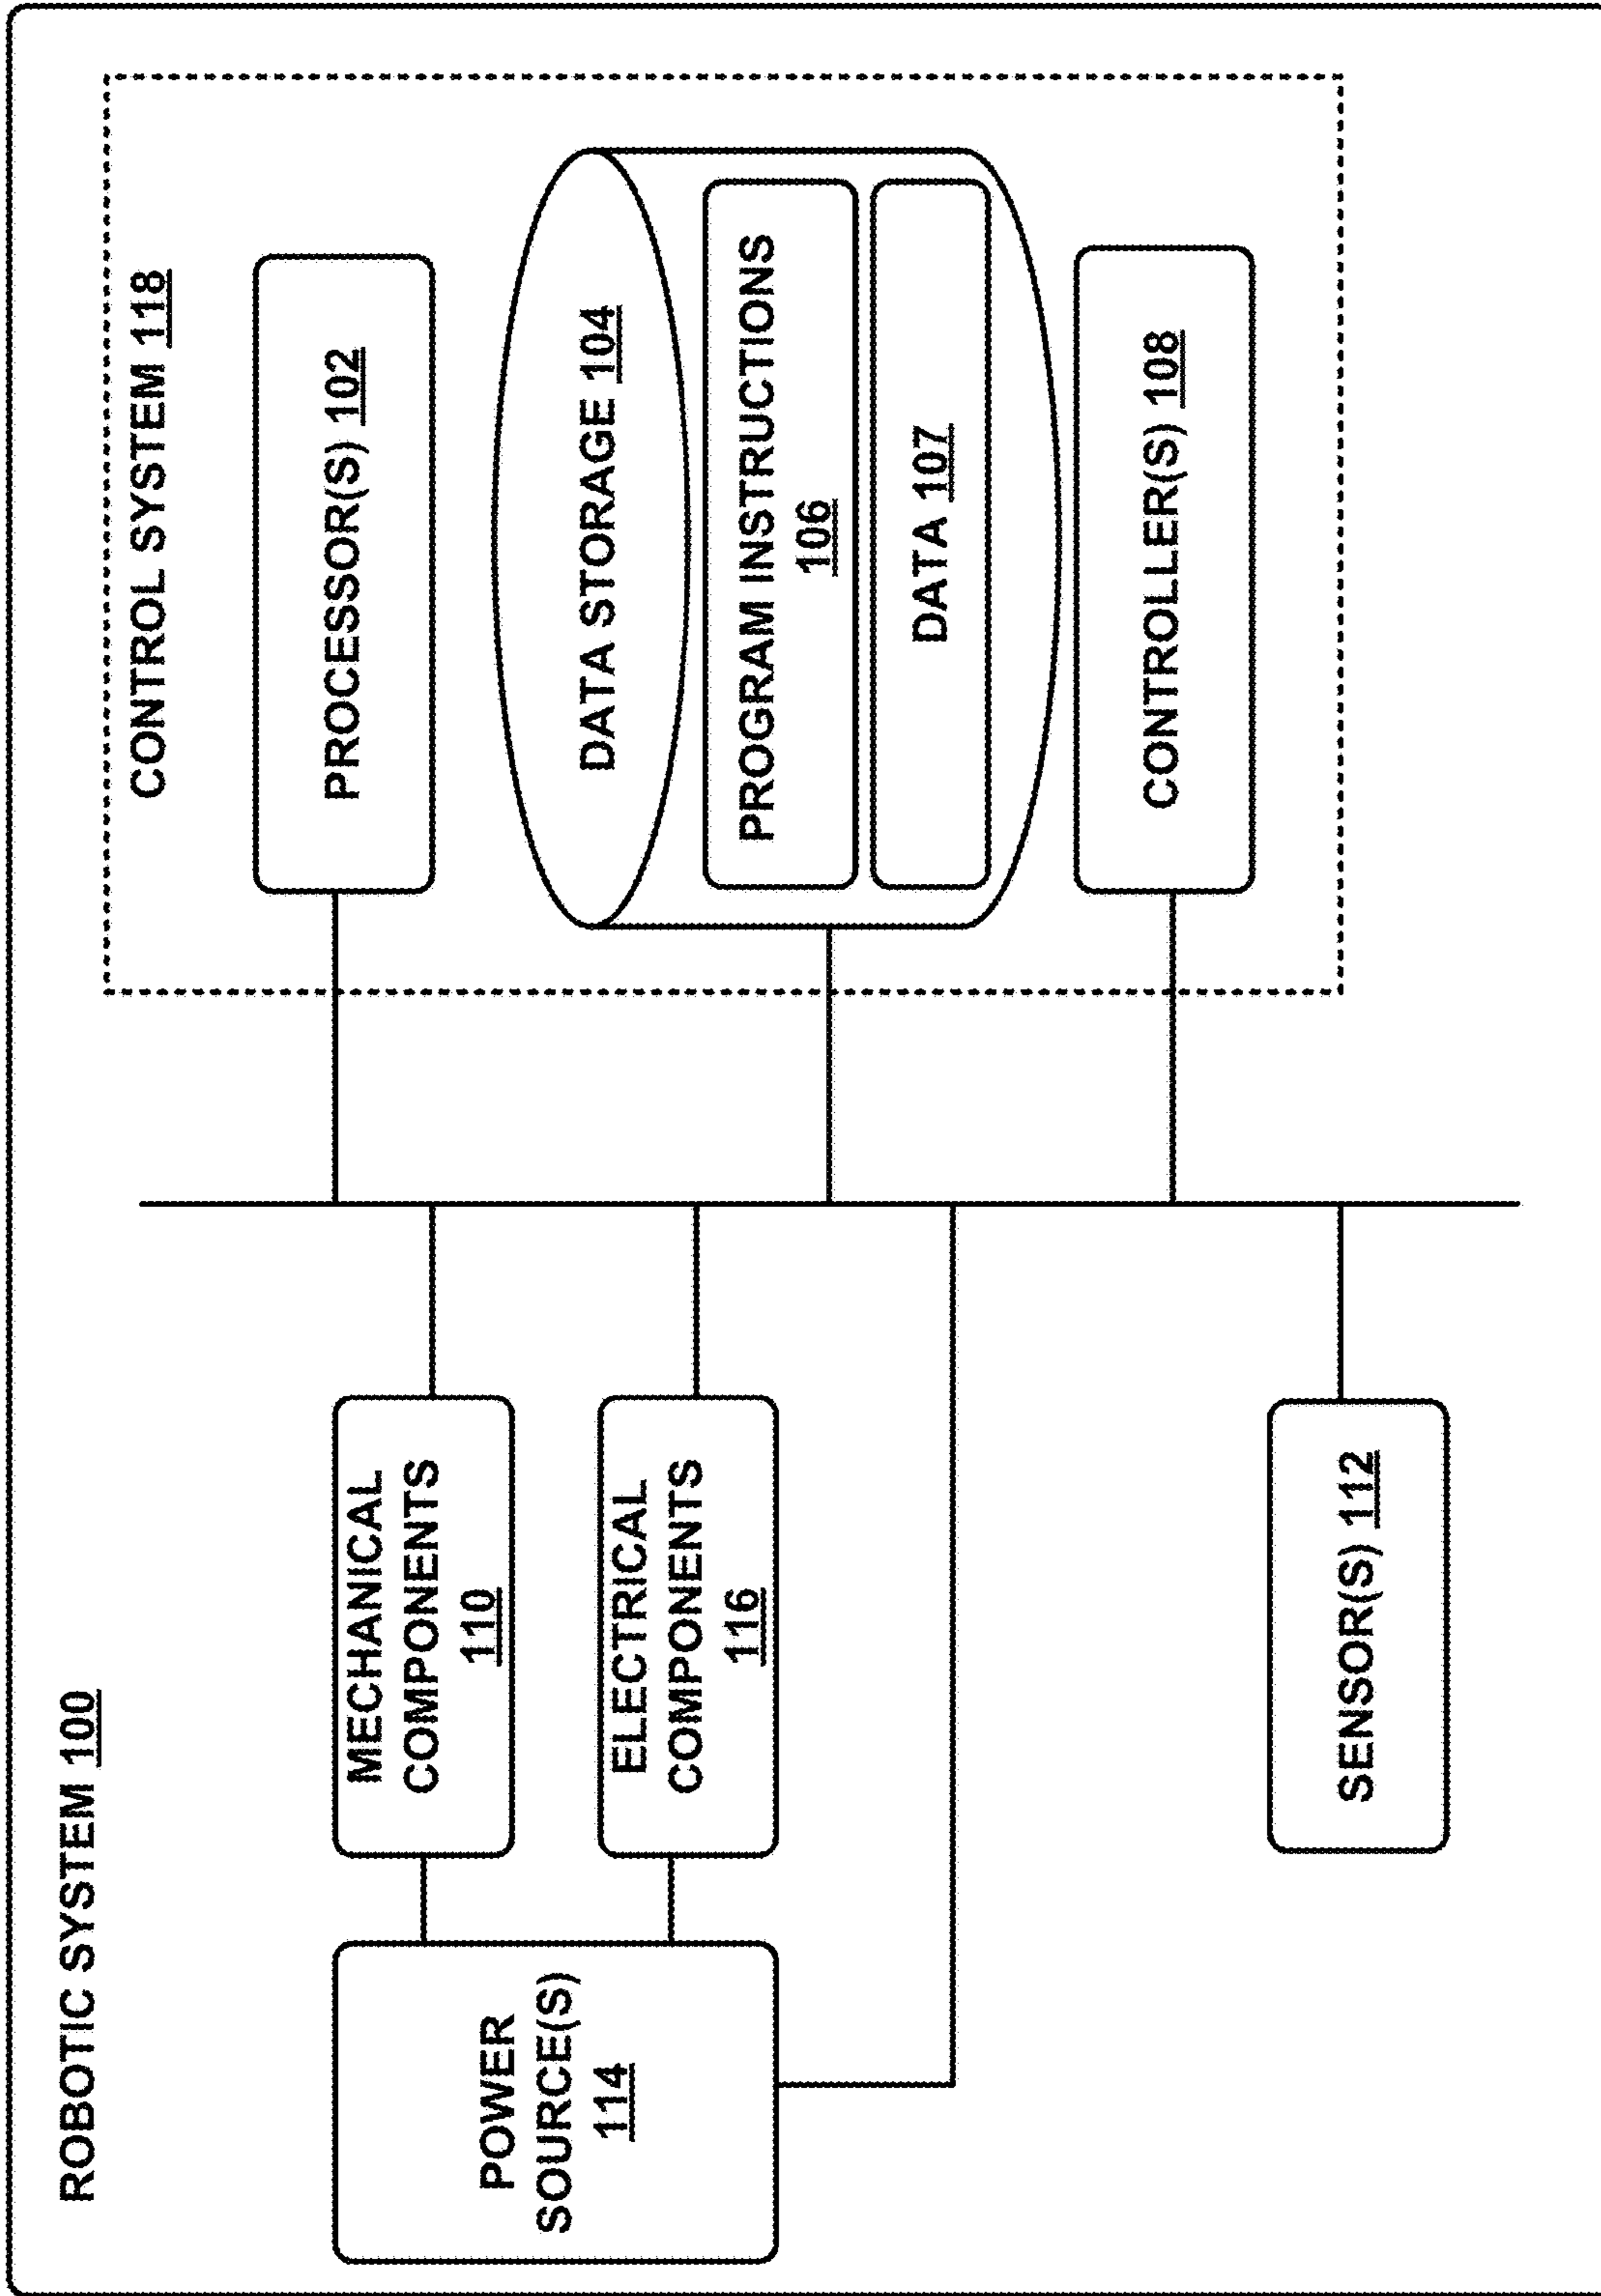 ROBOTIC SYSTEM 100
POWER
SOURCE(S)
114
MECHANICAL
COMPONENTS
110
ELECTRICAL
COMPONENTS
116
SENSOR(S) 112
CONTROL SYSTEM 118
PROCESSOR(S) 102
DATA STORAGE 104
PROGRAM INSTRUCTIONS
106
DATA 107
CONTROLLER(S) 108